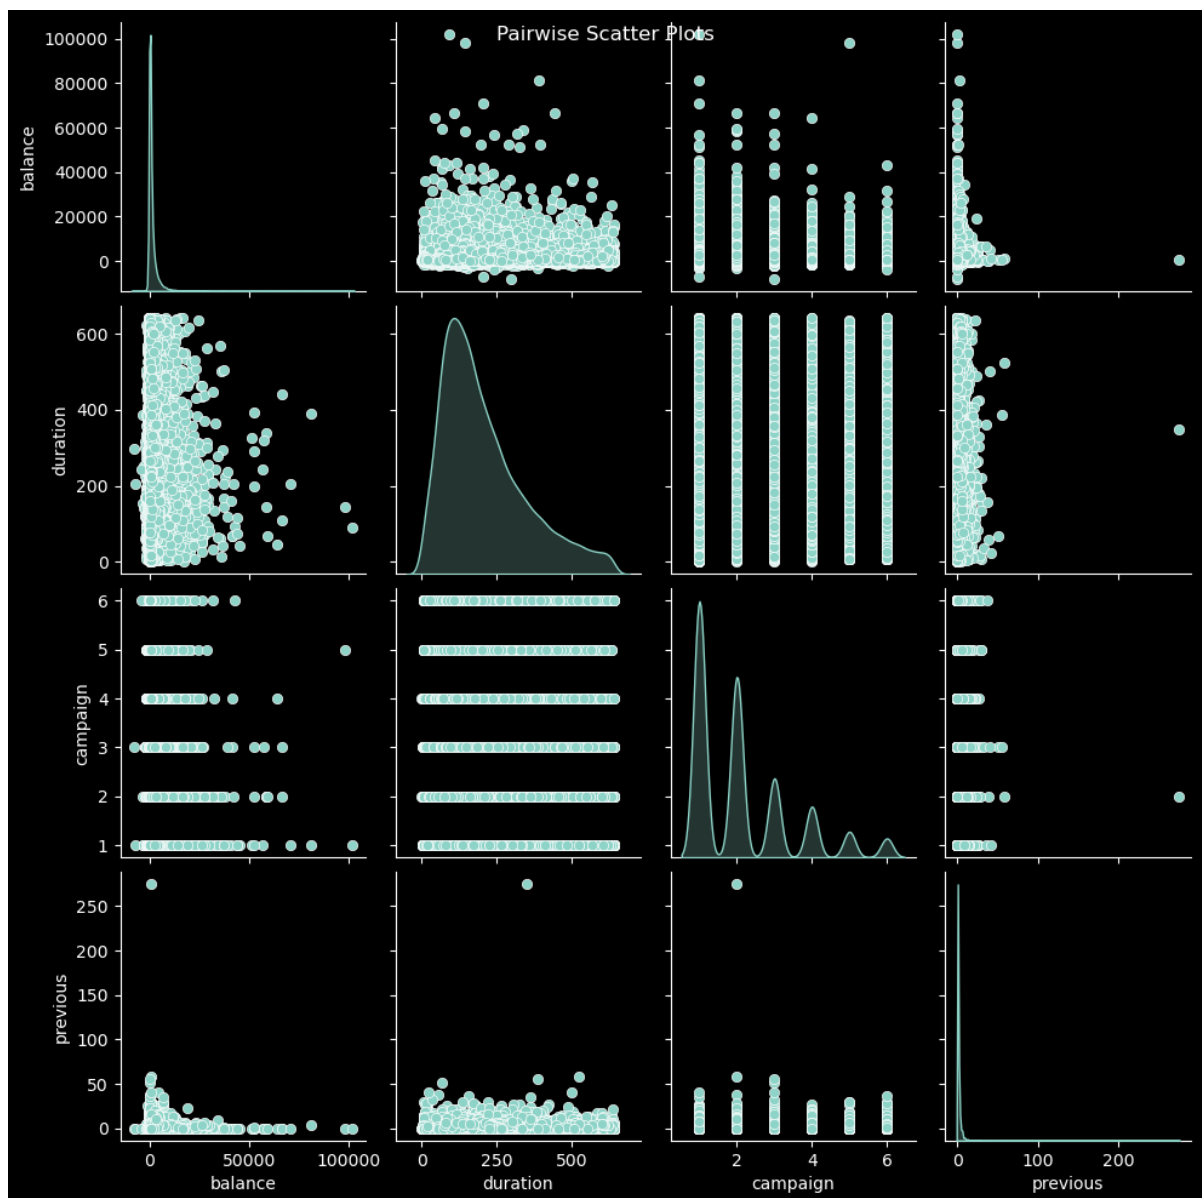 Pairwise Scatter Plots
100000
80000
60000
40000
20000
0
balance
600
400
200
0
duration
6
5
4
3
2
1
campaign
250
200
150
100
50
0
previous
0 50000 100000
balance
0 250 500
duration
2 4 6
campaign
0 100 200
previous